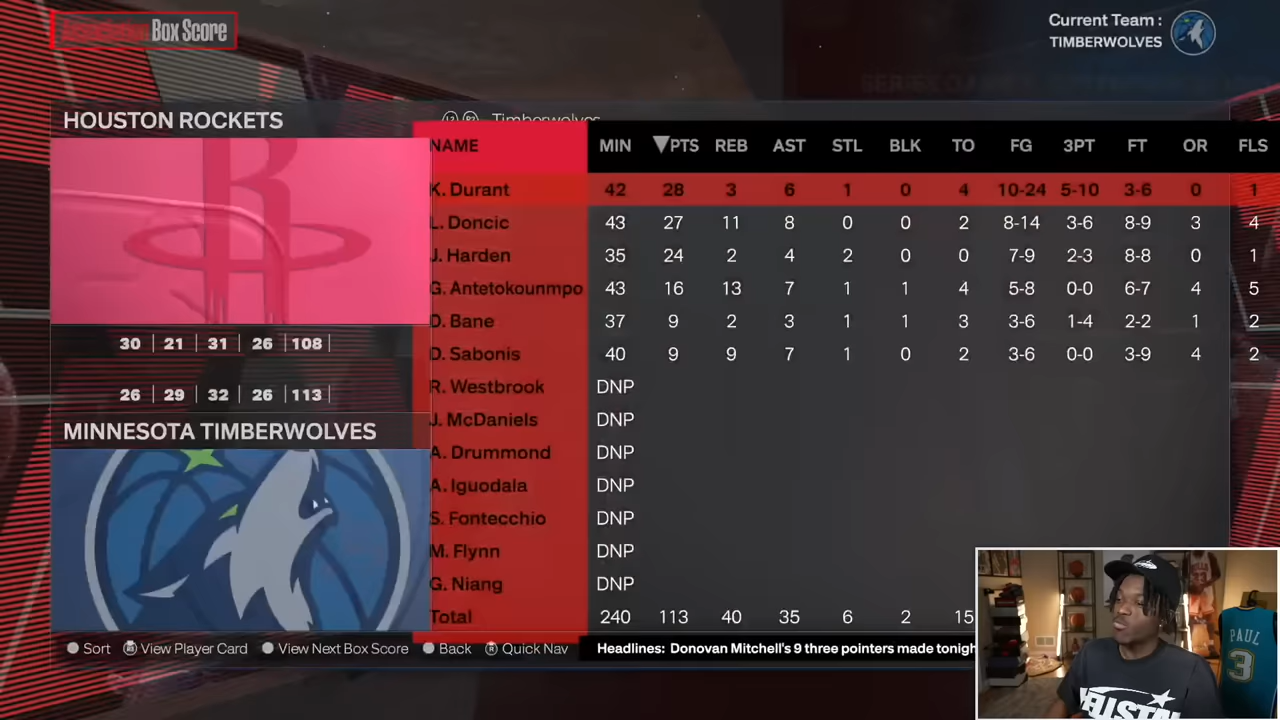 Box Score
Current Team :
TIMBERWOLVES
HOUSTON ROCKETS
Timberwolves
NAME MIN PTS REB AST STL BLK TO FG 3PT FT OR FLS
K. Durant 42 28 3 6 1 0 4 10-24 5-10 3-6 0 1
L. Doncic 43 27 11 8 0 0 2 8-14 3-6 8-9 3 4
J. Harden 35 24 2 4 2 0 0 7-9 2-3 8-8 0 1
G. Antetokounmpo 43 16 13 7 1 1 4 5-8 0-0 6-7 4 5
D. Bane 37 9 2 3 1 1 3 3-6 1-4 2-2 1 2
D. Sabonis 40 9 9 7 1 0 2 3-6 0-0 3-9 4 2
R. Westbrook DNP
J. McDaniels DNP
A. Drummond DNP
A. Iguodala DNP
S. Fontecchio DNP
M. Flynn DNP
G. Niang DNP
Total 240 113 40 35 6 2 15
30 21 31 26 108
26 29 32 26 113
MINNESOTA TIMBERWOLVES
Sort View Player Card View Next Box Score Back Quick Nav
Headlines: Donovan Mitchell's 9 three pointers made tonigh
PAUL
3